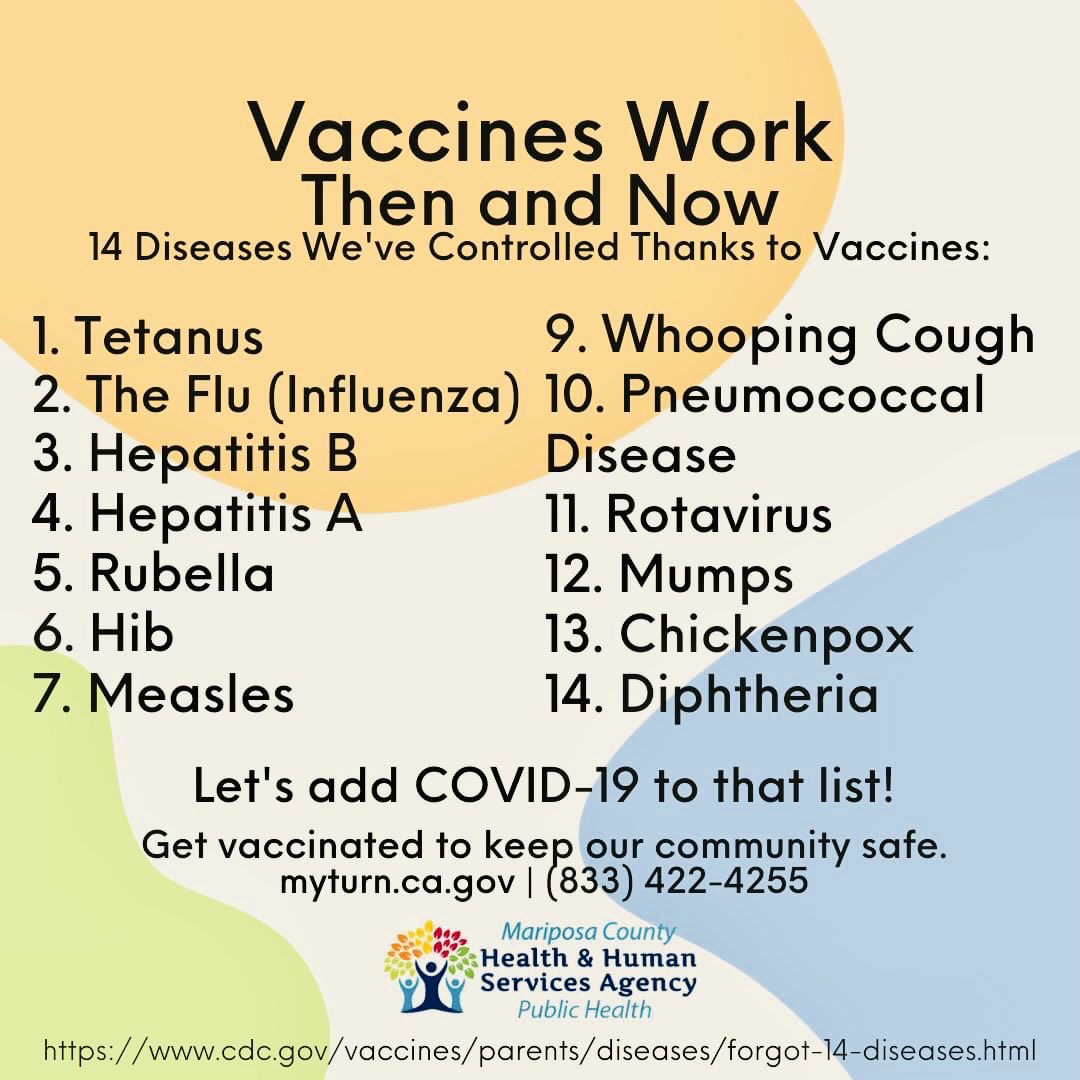 Vaccines Work
Then and Now
14 Diseases We've Controlled Thanks to Vaccines:
1. Tetanus
2. The Flu (Influenza)
3. Hepatitis B
4. Hepatitis A
5. Rubella
6. Hib
7. Measles
9. Whooping Cough
10. Pneumococcal
Disease
11. Rotavirus
12. Mumps
13. Chickenpox
14. Diphtheria
Let's add COVID-19 to that list!
Get vaccinated to keep our community safe.
myturn.ca.gov | (833) 422-4255
Mariposa County
Health & Human
Services Agency
Public Health
https://www.cdc.gov/vaccines/parents/diseases/forgot-14-diseases.html